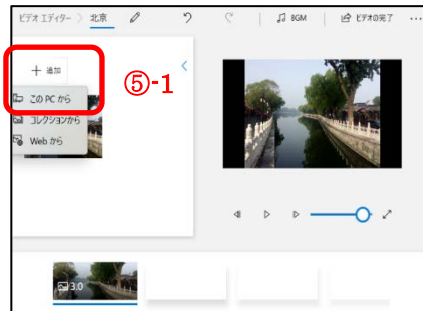 ビデオ エディター > 北京 BGM ビデオの完了 ...
+ 追加
⑤-1
この PC から
コレクションから
Web から
3.0